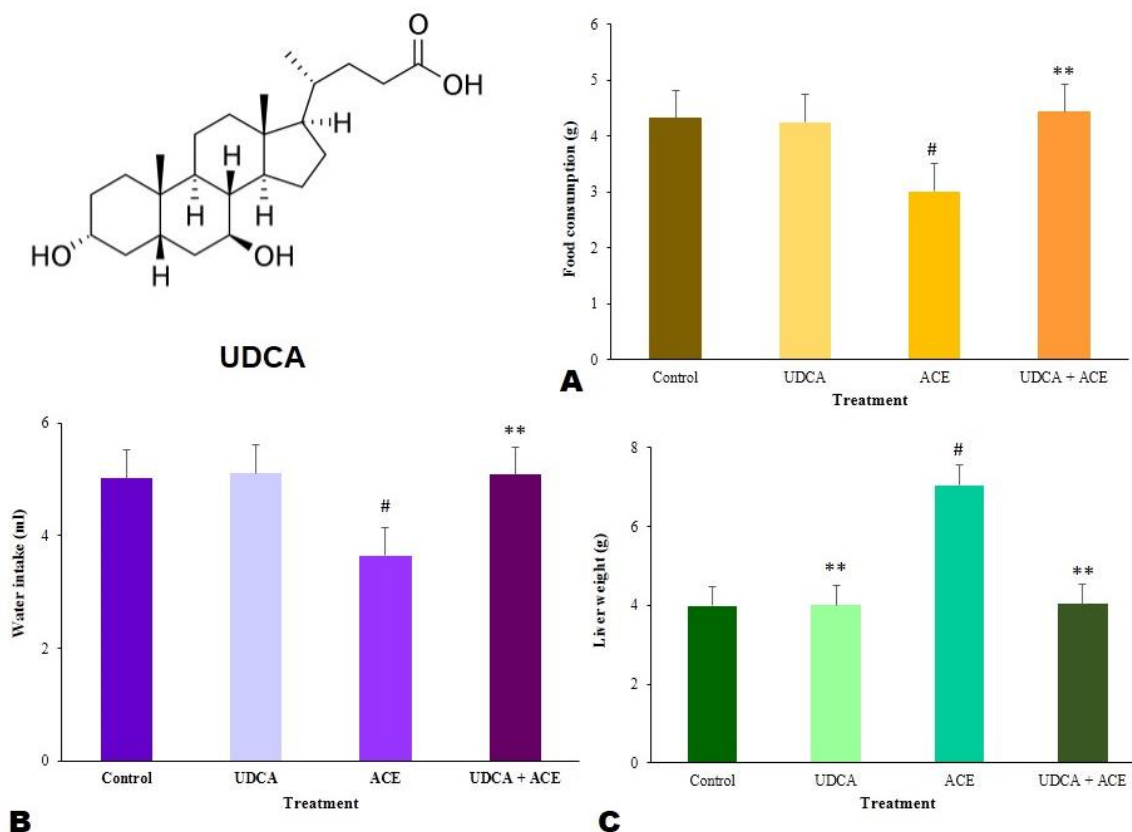 O
OH
H
H
H
H
HO
OH
H
UDCA
Food consumption (g)
6
5
4
3
2
1
0
**
#
Control UDCA ACE UDCA + ACE
Treatment
A
Water intake (ml)
6
4
2
0
**
#
Control UDCA ACE UDCA + ACE
Treatment
B
Liver weight (g)
8
6
4
2
0
#
** **
Control UDCA ACE UDCA + ACE
Treatment
C